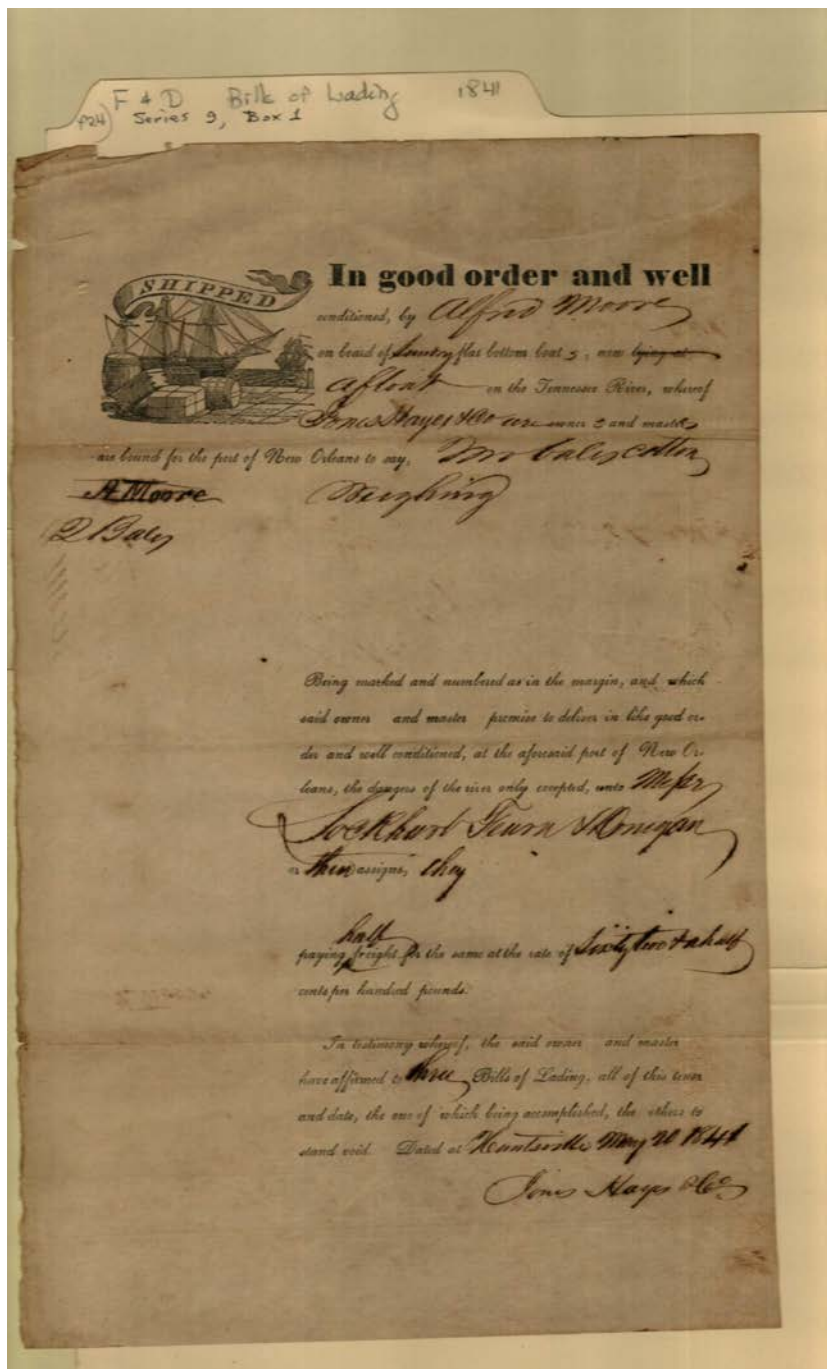 F & D Bills of Lading 1841
f24) Series 9, Box 1
SHIPPED
In good order and well
conditioned, by Alfred Moore
on board of Country flat bottom boat s, now lying at
Afloat on the Tennessee River, whereof
Jones Hayes & Co are owner s and masters
are bound for the port of New Orleans to say, Two bales cotton
A Moore Weighing
2 Bales
Being marked and numbered as in the margin, and which
said owner and master promise to deliver in like good or-
der and well conditioned, at the aforesaid port of New Or-
leans, the dangers of the river only excepted, unto Messrs
Lockhart Fearn & Donegan
or their assigns, they
half
paying freight for the same at the rate of Sixty two & a half
cents per hundred pounds.
In testimony whereof, the said owner and master
have affirmed to three Bills of Lading, all of this tenor
and date, the one of which being accomplished, the others to
stand void. Dated at Huntsville May 20 1841
Jones Hayes & Co